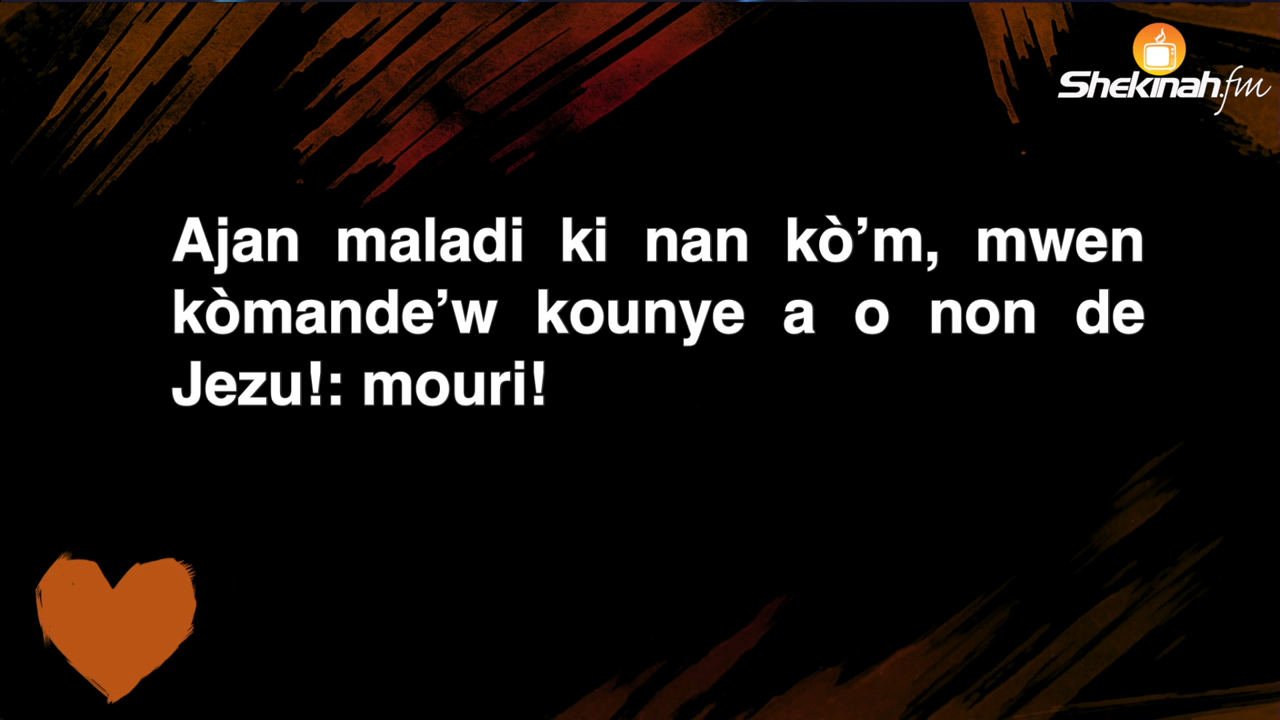 Shekinah.fm
Ajan maladi ki nan kò’m, mwen
kòmande’w kounye a o non de
Jezu!: mouri!